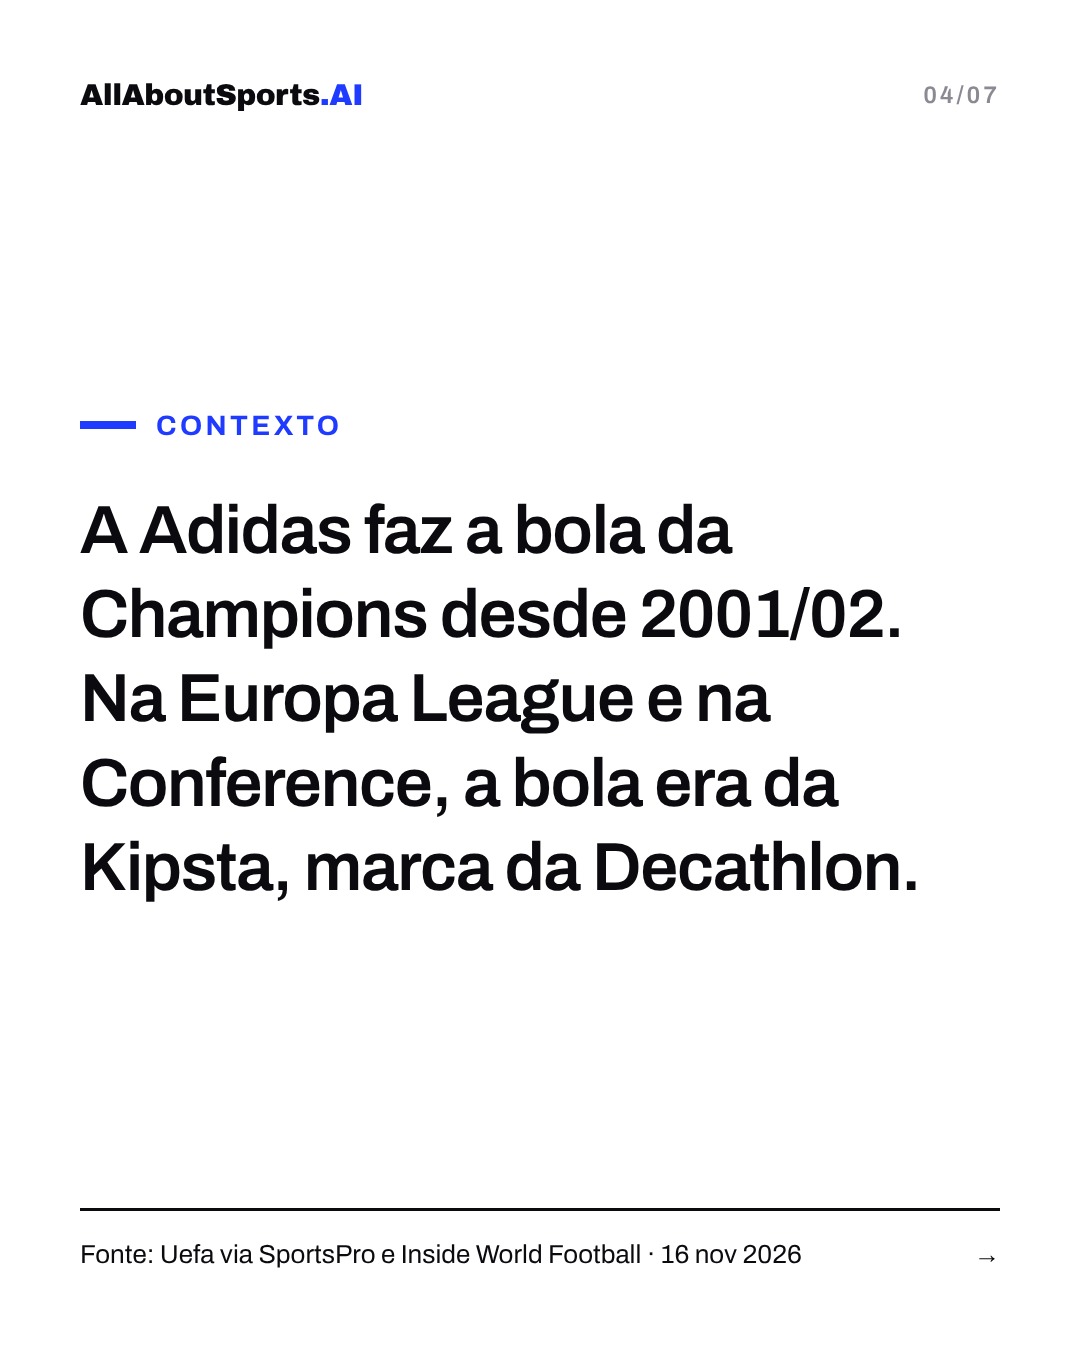 AllAboutSports.AI
04/07
CONTEXTO
A Adidas faz a bola da
Champions desde 2001/02.
Na Europa League e na
Conference, a bola era da
Kipsta, marca da Decathlon.
Fonte: Uefa via SportsPro e Inside World Football · 16 nov 2026
→